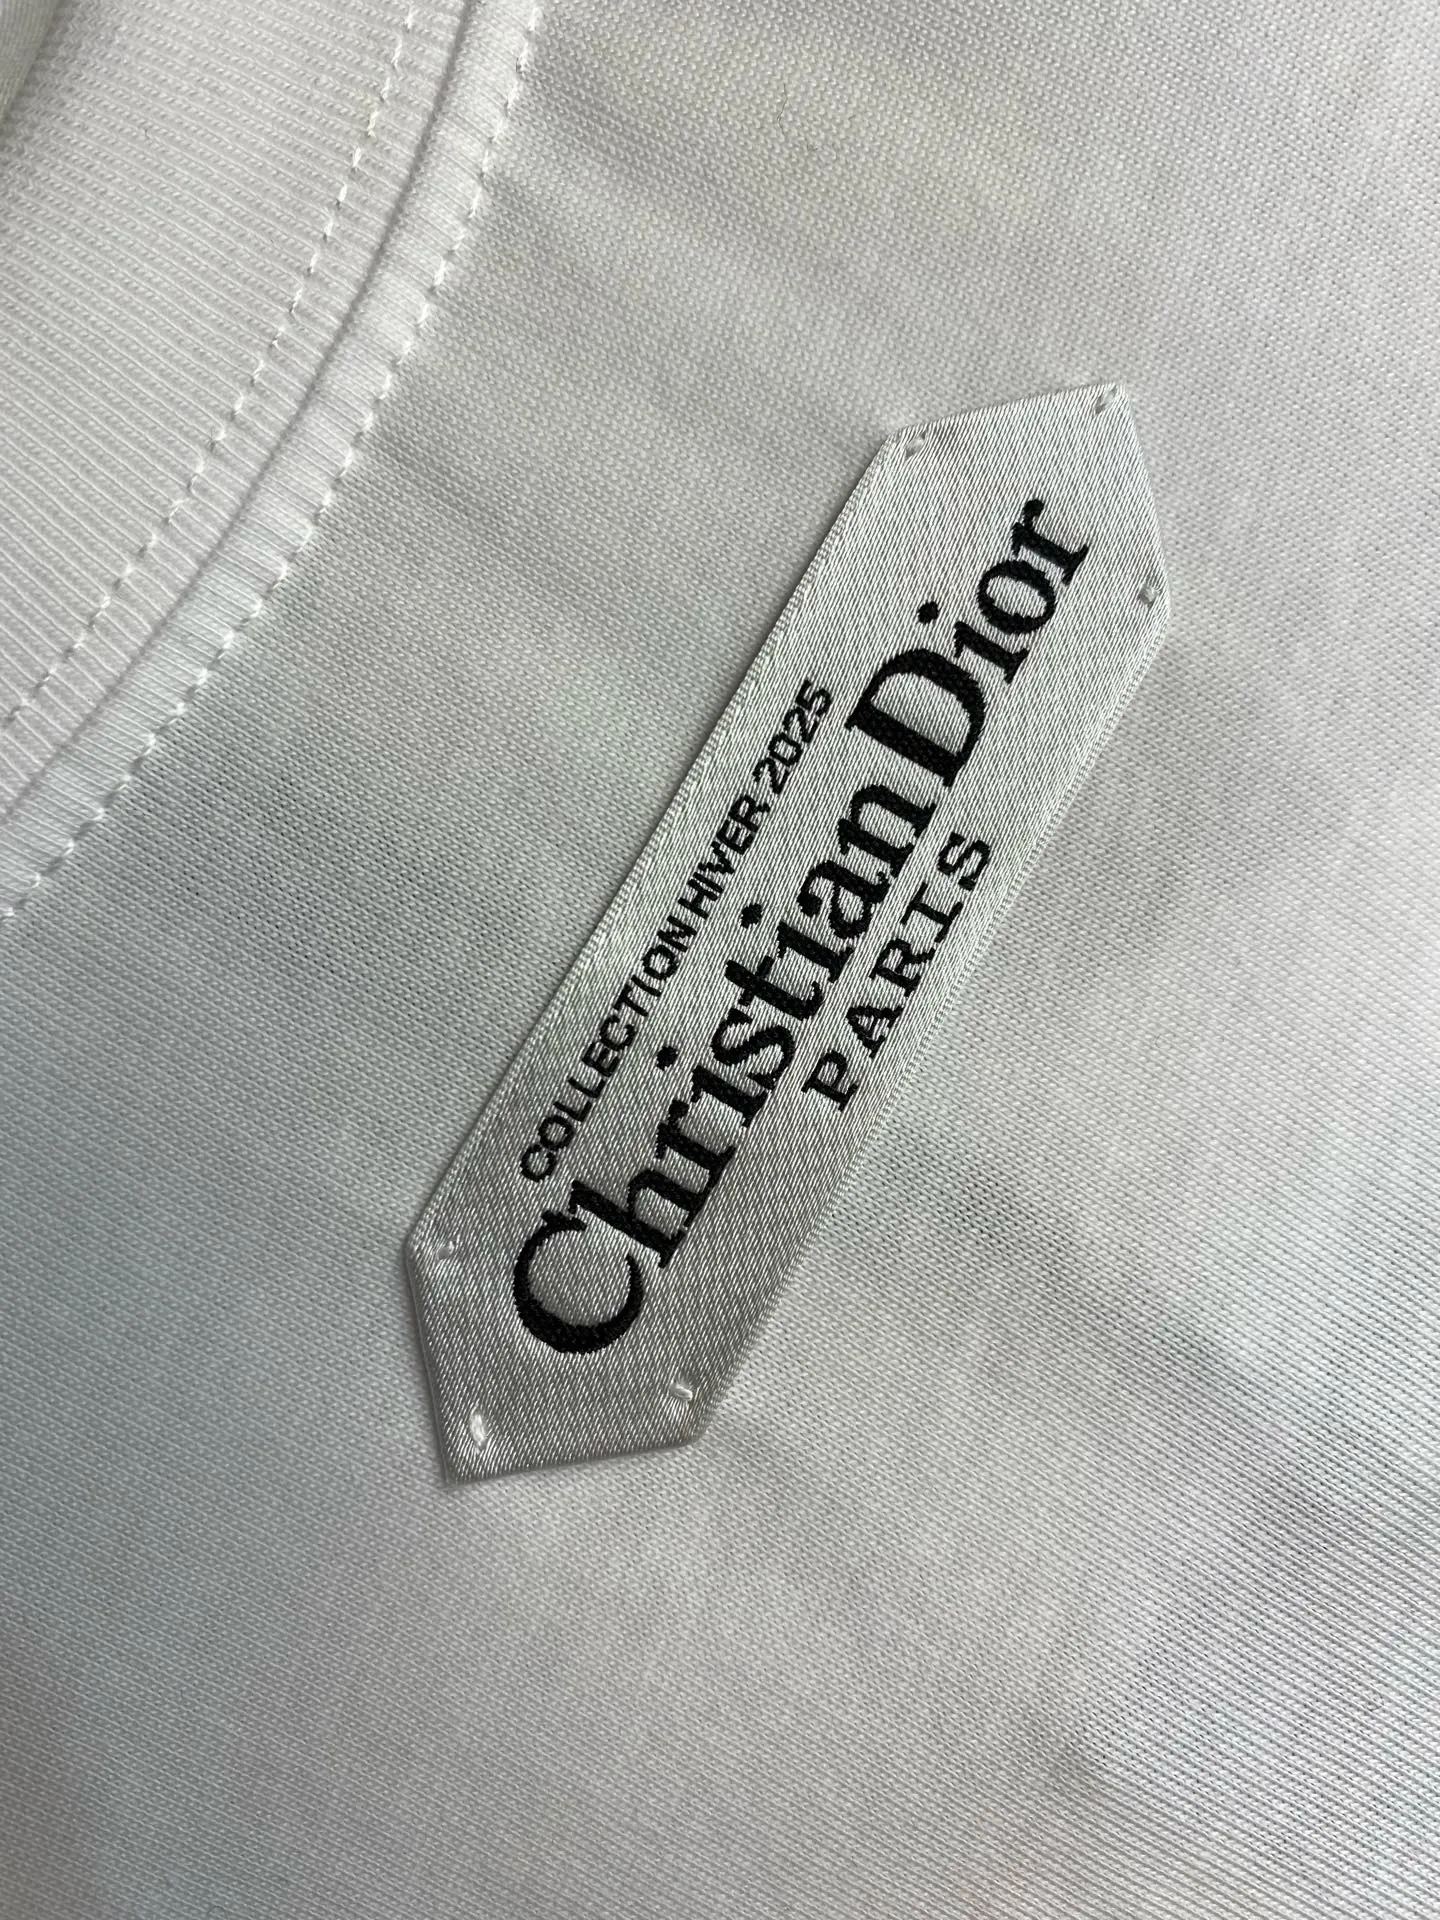 COLLECTION HIVER 2025
Christian Dior
PARIS